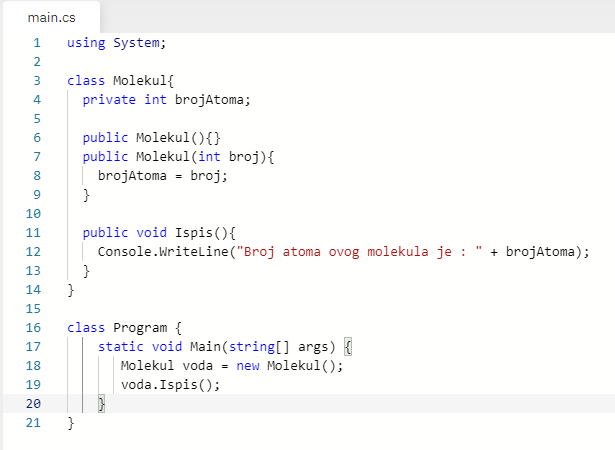 main.cs
1 using System;
2
3 class Molekul{
4 private int brojAtoma;
5
6 public Molekul(){}
7 public Molekul(int broj){
8 brojAtoma = broj;
9 }
10
11 public void Ispis(){
12 Console.WriteLine("Broj atoma ovog molekula je : " + brojAtoma);
13 }
14 }
15
16 class Program {
17 static void Main(string[] args) {
18 Molekul voda = new Molekul();
19 voda.Ispis();
20 }
21 }